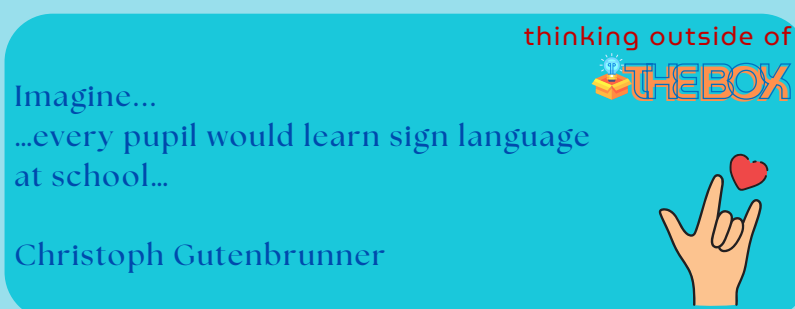 thinking outside of
THE BOX
Imagine...
...every pupil would learn sign language
at school...
Christoph Gutenbrunner